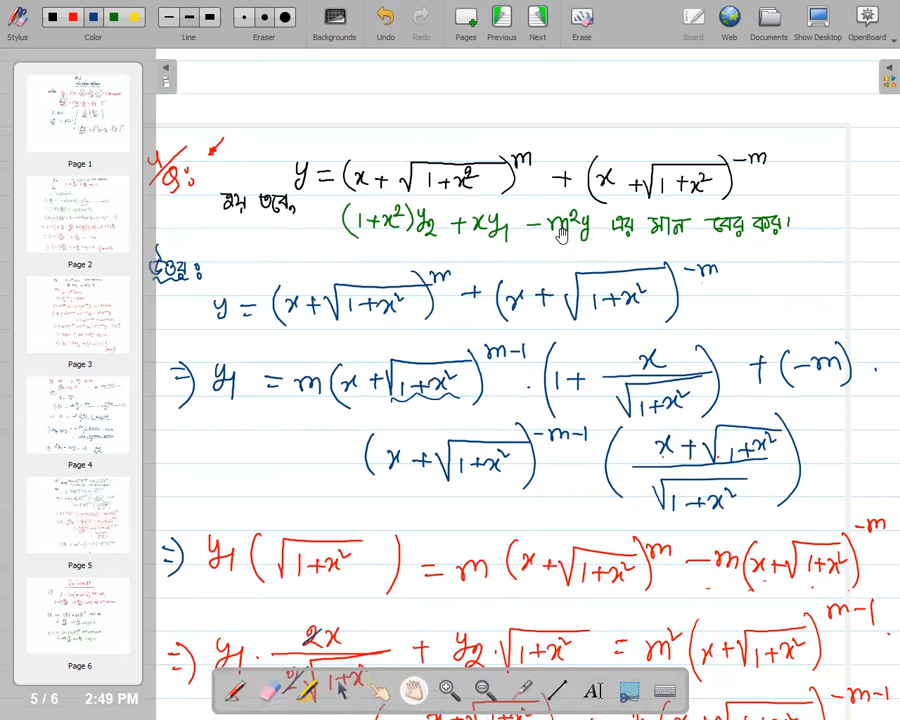 Stylus Color Line Eraser Backgrounds Undo Redo Pages Previous Next Erase Board Web Documents Show Desktop OpenBoard
Page 1
Page 2
Page 3
Page 4
Page 5
Page 6
5 / 6 2:49 PM
y = (x + √(1+x²))^m + (x + √(1+x²))^-m
হয় তবে,
(1+x²)y₂ + xy₁ - m²y এর মান বের কর।
উত্তর:
y = (x+√(1+x²))^m + (x + √(1+x²))^-m
⇒ y₁ = m(x+√(1+x²))^m-1 . (1 + x/√(1+x²)) + (-m) .
(x+√(1+x²))^-m-1 ((x+√(1+x²))/√(1+x²))
⇒ y₁(√(1+x²)) = m(x+√(1+x²))^m - m(x+√(1+x²))^-m
⇒ y₁ . 2x/2√(1+x²) + y₂.√(1+x²) = m²(x+√(1+x²))^m-1